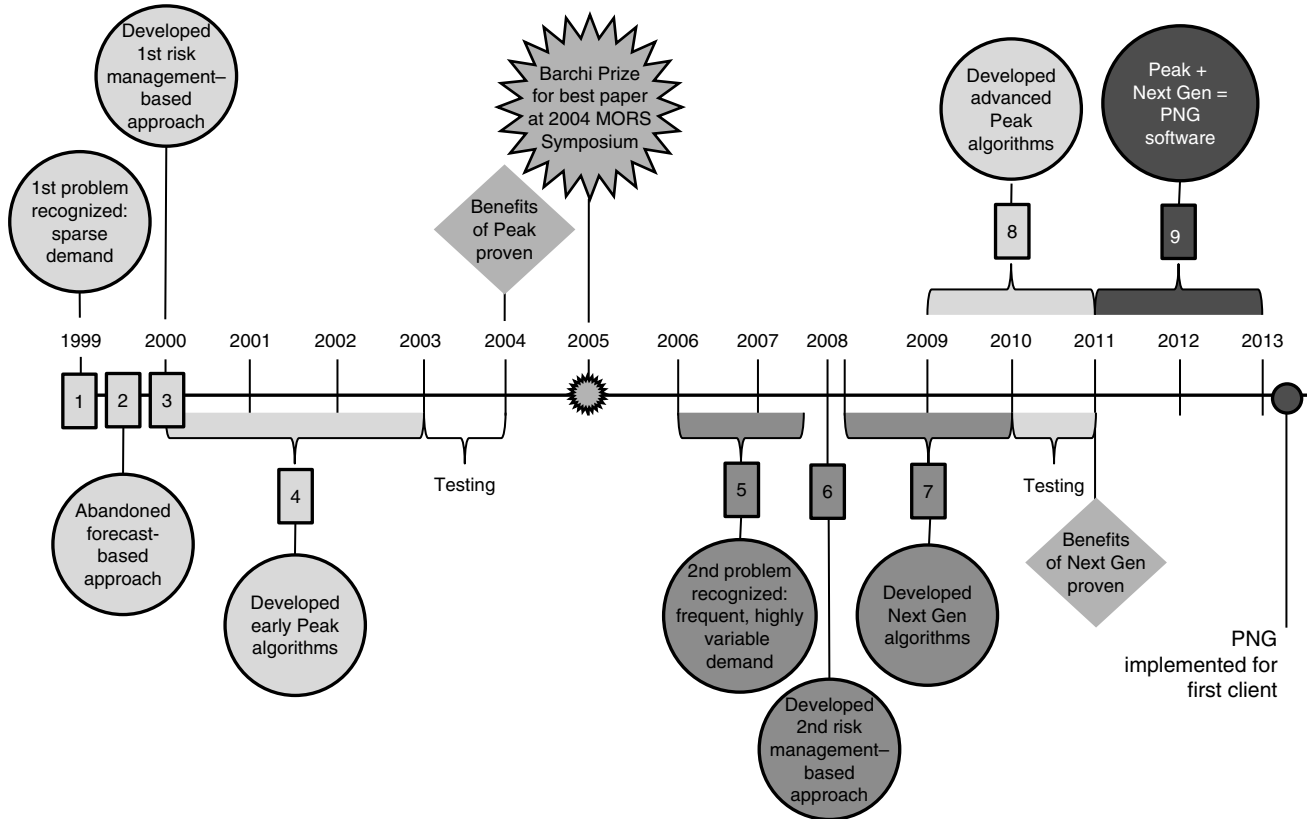 Developed
1st risk
management–
based approach
1st problem
recognized:
sparse
demand
Barchi Prize
for best paper
at 2004 MORS
Symposium
Benefits
of Peak
proven
Developed
advanced
Peak
algorithms
Peak +
Next Gen =
PNG
software
8
9
1999
2000
2001
2002
2003
2004
2005
2006
2007
2008
2009
2010
2011
2012
2013
1
2
3
4
Testing
5
6
7
Testing
Abandoned
forecast-
based
approach
Developed
early Peak
algorithms
2nd problem
recognized:
frequent, highly
variable
demand
Developed
2nd risk
management–
based
approach
Developed
Next Gen
algorithms
Benefits
of Next Gen
proven
PNG
implemented for
first client